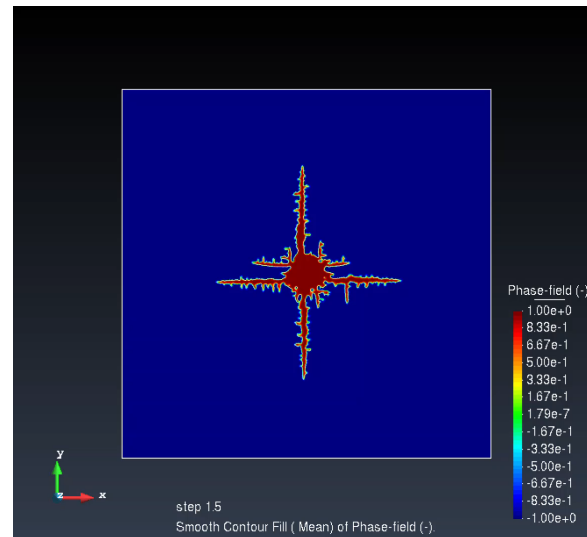 Phase-field (-)
1.00e+0
8.33e-1
6.67e-1
5.00e-1
3.33e-1
1.67e-1
1.79e-7
-1.67e-1
-3.33e-1
-5.00e-1
-6.67e-1
-8.33e-1
-1.00e+0
y
z
x
step 1.5
Smooth Contour Fill ( Mean) of Phase-field (-).